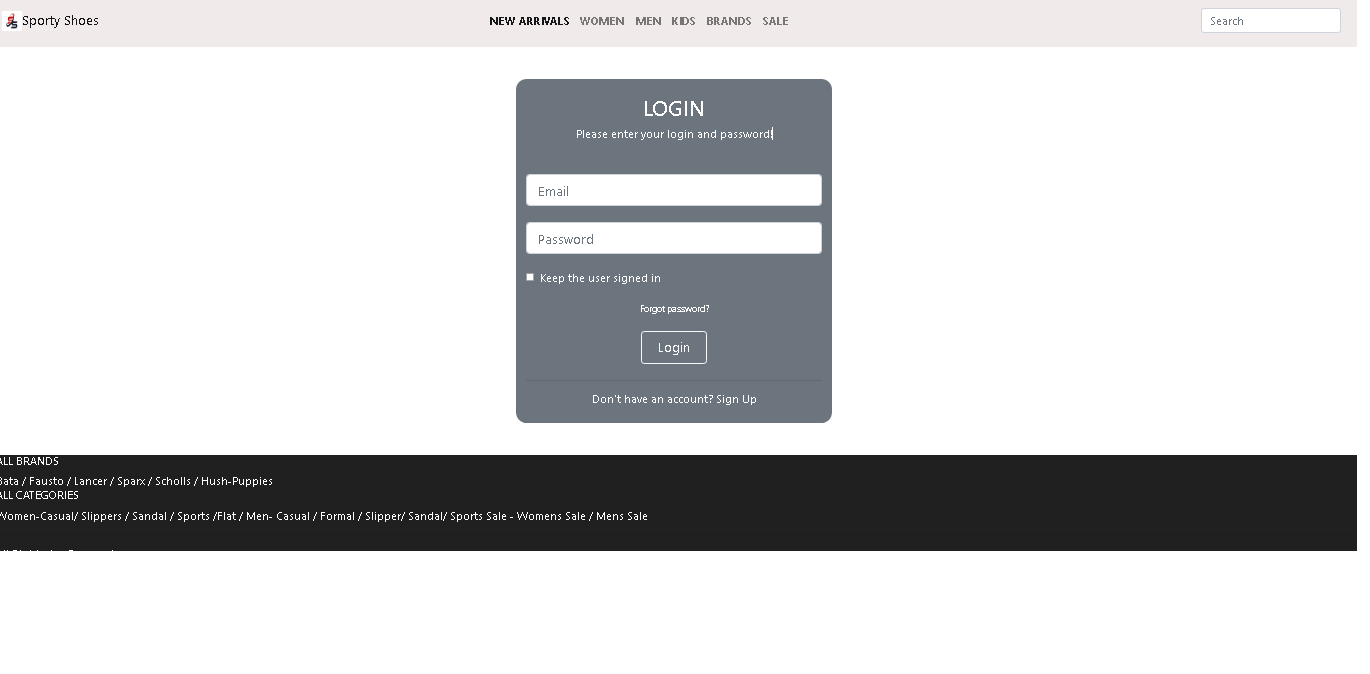 Sporty Shoes NEW ARRIVALS WOMEN MEN KIDS BRANDS SALE Search
LOGIN
Please enter your login and password!
Email
Password
Keep the user signed in
Forgot password?
Login
Don't have an account? Sign Up
ALL BRANDS
Bata / Fausto / Lancer / Sparx / Scholls / Hush-Puppies
ALL CATEGORIES
Women-Casual/ Slippers / Sandal / Sports /Flat / Men- Casual / Formal / Slipper/ Sandal/ Sports Sale - Womens Sale / Mens Sale